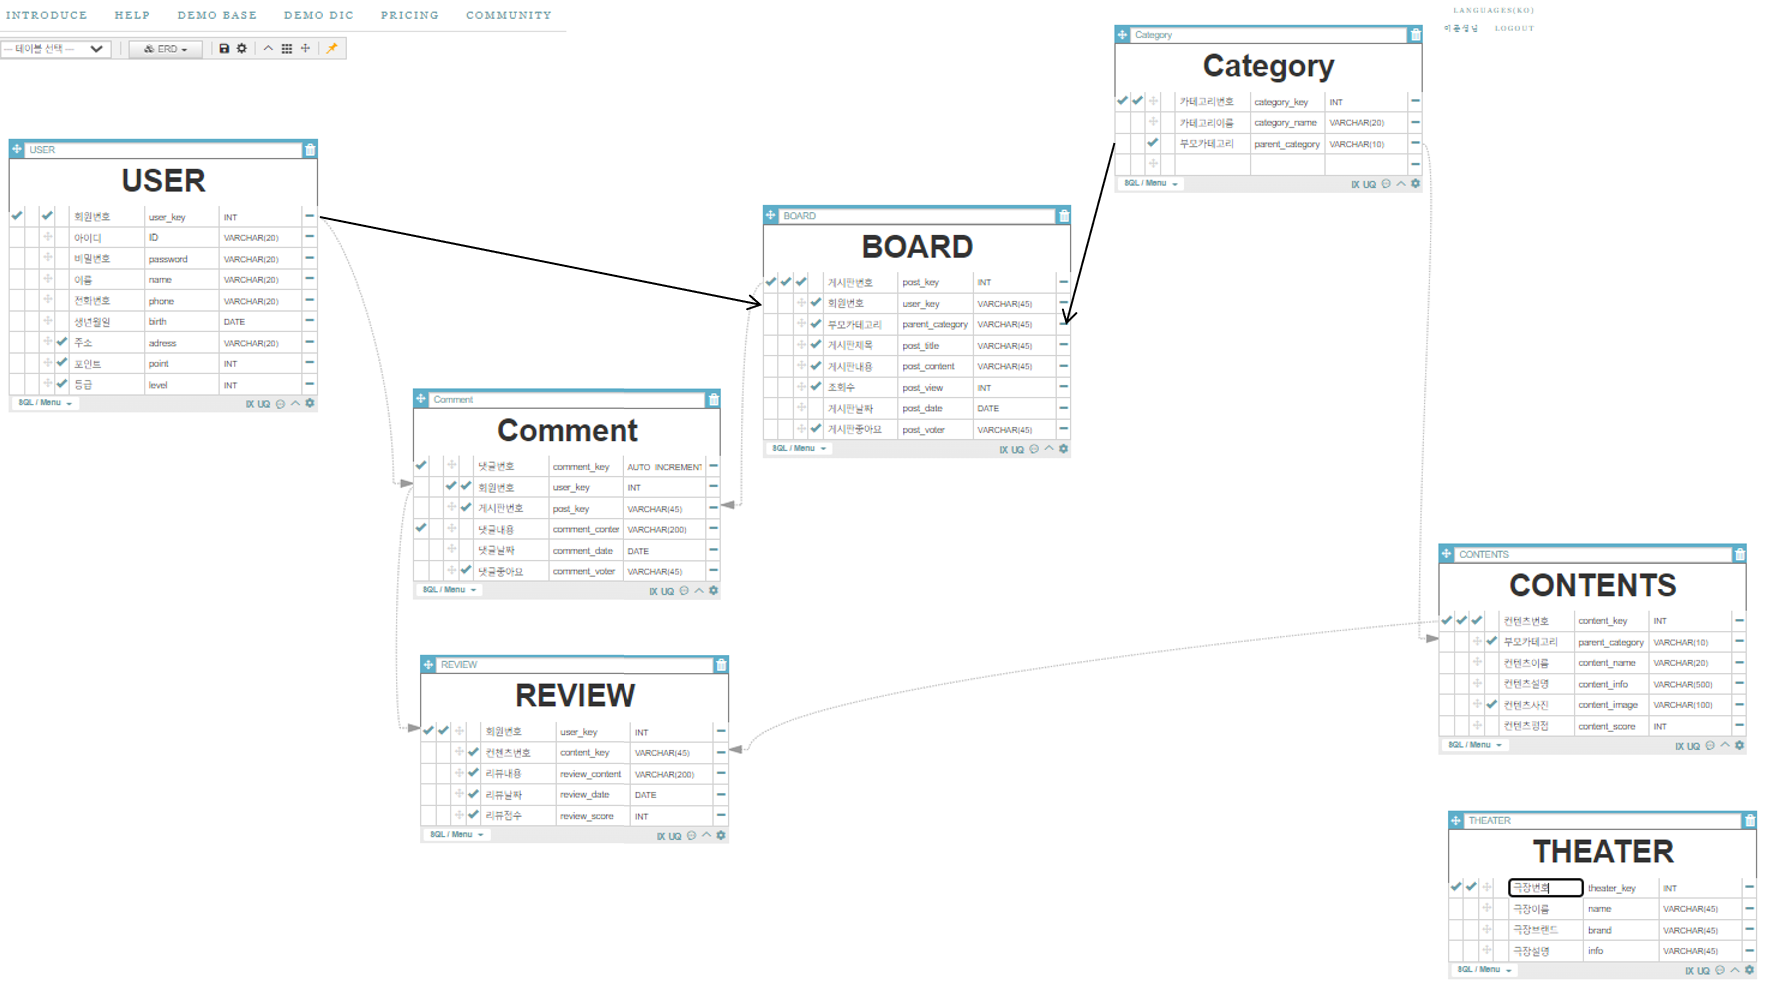 INTRODUCE HELP DEMO BASE DEMO DIC PRICING COMMUNITY
LANGUAGES(KO)
LOGOUT
--- 테이블 선택 --- ERD
USER
USER
회원번호 user_key INT
아이디 ID VARCHAR(20)
비밀번호 password VARCHAR(20)
이름 name VARCHAR(20)
전화번호 phone VARCHAR(20)
생년월일 birth DATE
주소 adress VARCHAR(20)
포인트 point INT
등급 level INT
SQL / Menu IX UQ
Comment
Comment
댓글번호 comment_key AUTO INCREMENT
회원번호 user_key INT
게시판번호 post_key VARCHAR(45)
댓글내용 comment_conter VARCHAR(200)
댓글날짜 comment_date DATE
댓글좋아요 comment_voter VARCHAR(45)
SQL / Menu IX UQ
REVIEW
REVIEW
회원번호 user_key INT
컨텐츠번호 content_key VARCHAR(45)
리뷰내용 review_content VARCHAR(200)
리뷰날짜 review_date DATE
리뷰점수 review_score INT
SQL / Menu IX UQ
BOARD
BOARD
게시판번호 post_key INT
회원번호 user_key VARCHAR(45)
부모카테고리 parent_category VARCHAR(45)
게시판제목 post_title VARCHAR(45)
게시판내용 post_content VARCHAR(45)
조회수 post_view INT
게시판날짜 post_date DATE
게시판좋아요 post_voter VARCHAR(45)
SQL / Menu IX UQ
Category
Category
카테고리번호 category_key INT
카테고리이름 category_name VARCHAR(20)
부모카테고리 parent_category VARCHAR(10)
SQL / Menu IX UQ
CONTENTS
CONTENTS
컨텐츠번호 content_key INT
부모카테고리 parent_category VARCHAR(10)
컨텐츠이름 content_name VARCHAR(20)
컨텐츠설명 content_info VARCHAR(500)
컨텐츠사진 content_image VARCHAR(100)
컨텐츠평점 content_score INT
SQL / Menu IX UQ
THEATER
THEATER
극장번호 theater_key INT
극장이름 name VARCHAR(45)
극장브랜드 brand VARCHAR(45)
극장설명 info VARCHAR(45)
SQL / Menu IX UQ